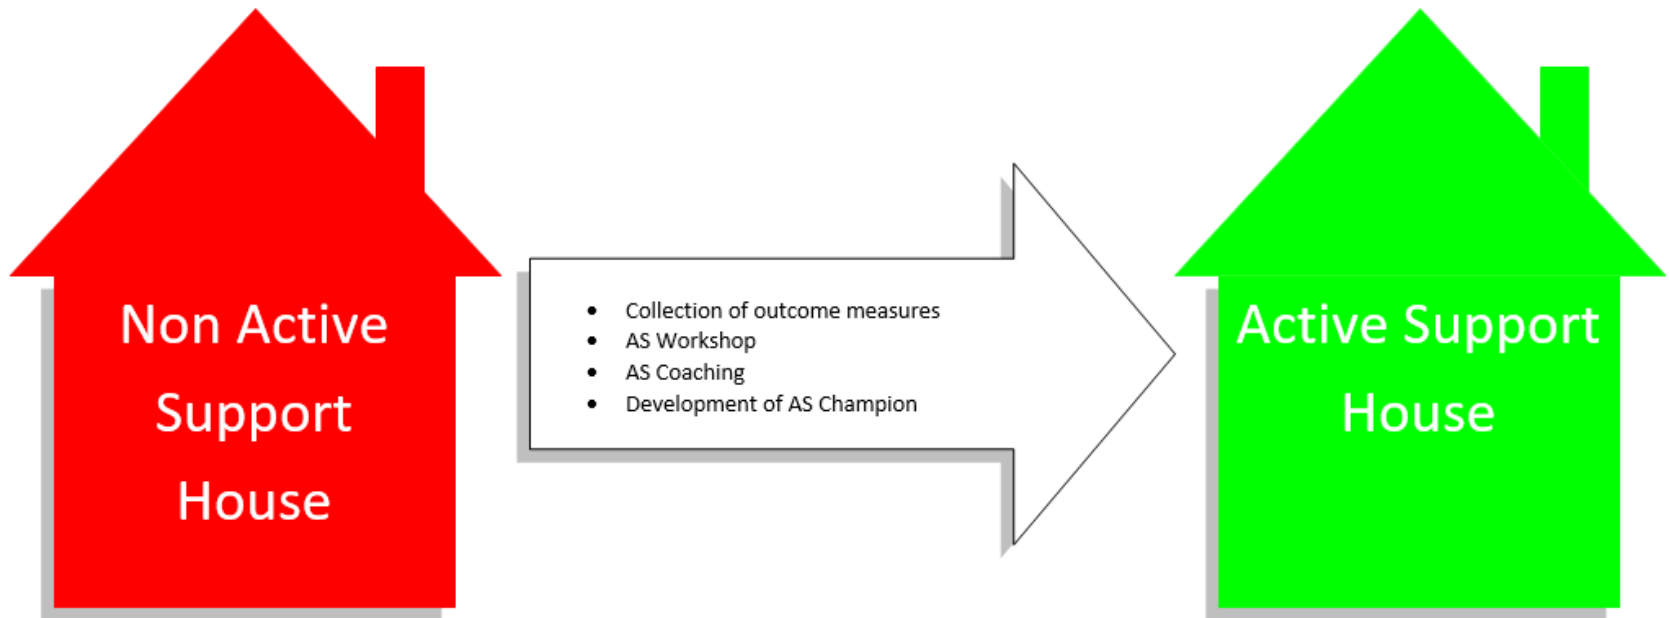 Non Active
Support
House
• Collection of outcome measures
• AS Workshop
• AS Coaching
• Development of AS Champion
Active Support
House